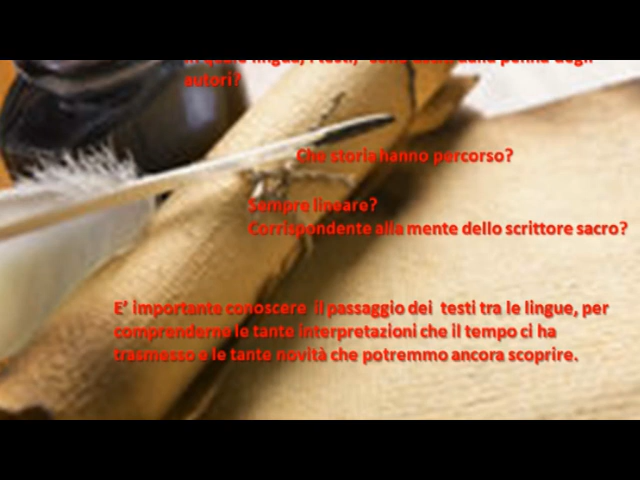 autori?
Che storia hanno percorso?
Sempre lineare?
Corrispondente alla mente dello scrittore sacro?
E' importante conoscere il passaggio dei testi tra le lingue, per
comprenderne le tante interpretazioni che il tempo ci ha
trasmesso e le tante novità che potremmo ancora scoprire.